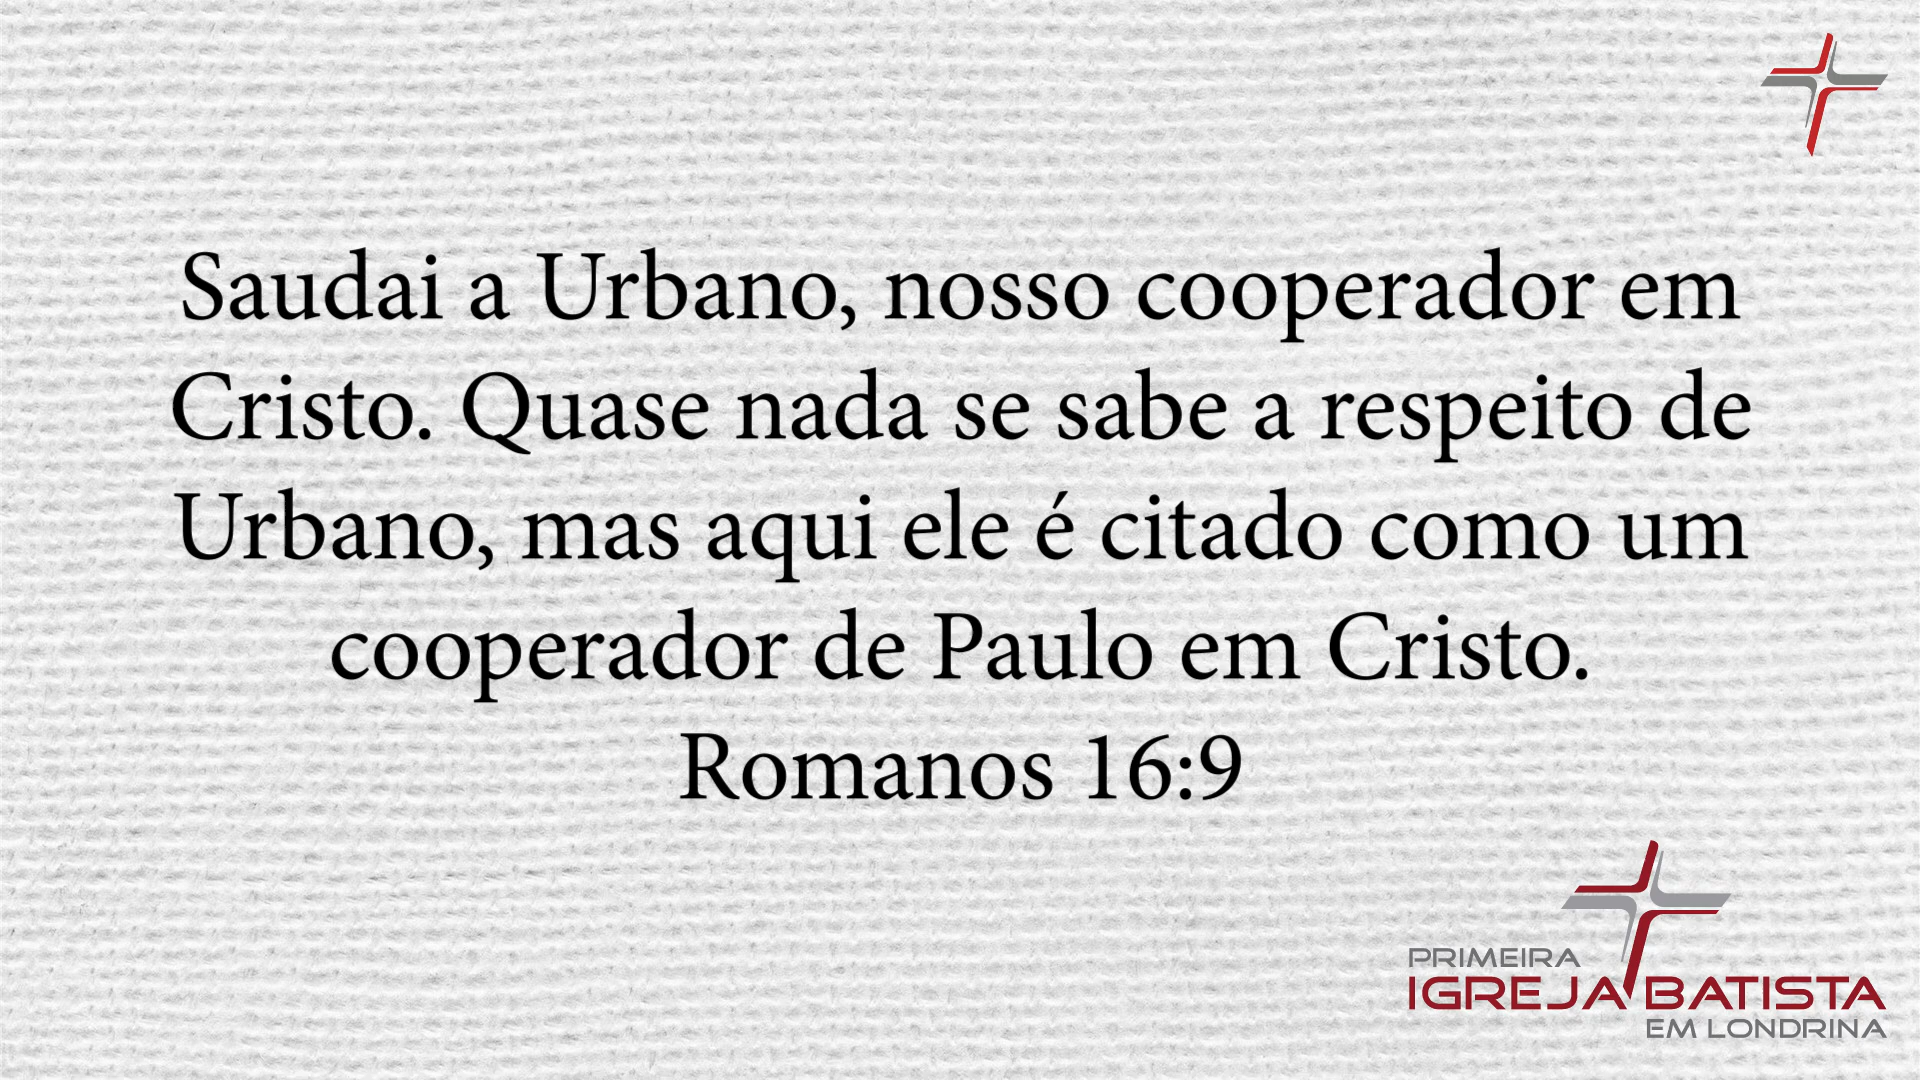 Saudai a Urbano, nosso cooperador em
Cristo. Quase nada se sabe a respeito de
Urbano, mas aqui ele é citado como um
cooperador de Paulo em Cristo.
Romanos 16:9
PRIMEIRA
IGREJA BATISTA
EM LONDRINA